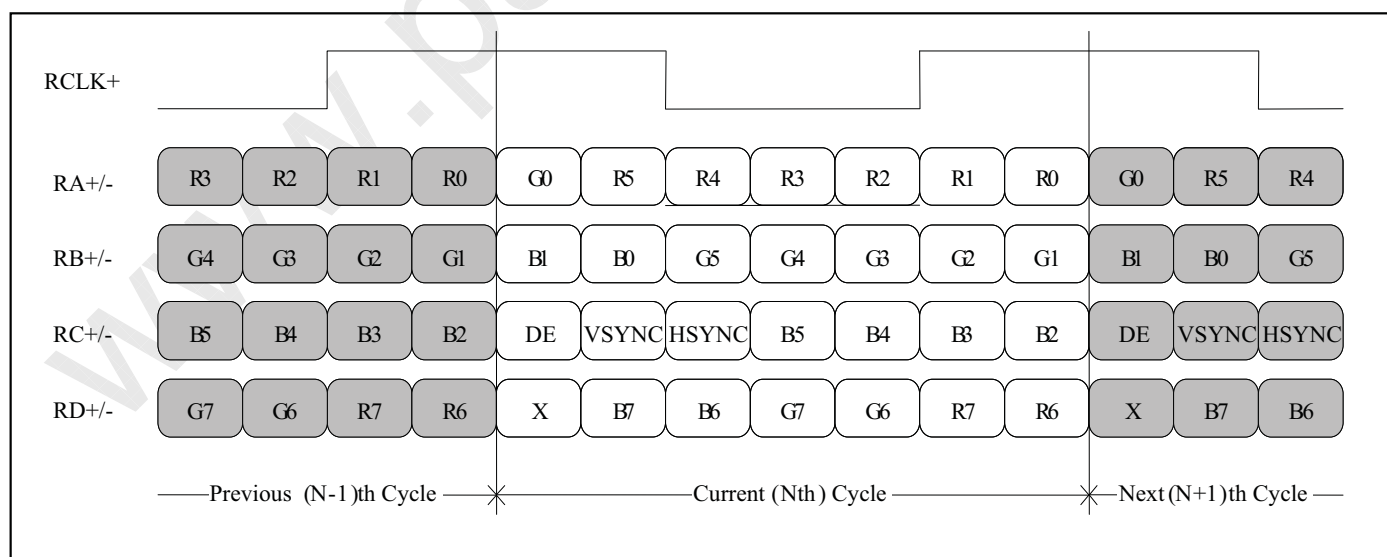 RCLK+
RA+/- R3 R2 R1 R0 G0 R5 R4 R3 R2 R1 R0 G0 R5 R4
RB+/- G4 G3 G2 G1 B1 B0 G5 G4 G3 G2 G1 B1 B0 G5
RC+/- B5 B4 B3 B2 DE VSYNC HSYNC B5 B4 B3 B2 DE VSYNC HSYNC
RD+/- G7 G6 R7 R6 X B7 B6 G7 G6 R7 R6 X B7 B6
Previous (N-1)th Cycle Current (Nth) Cycle Next (N+1)th Cycle
www.p